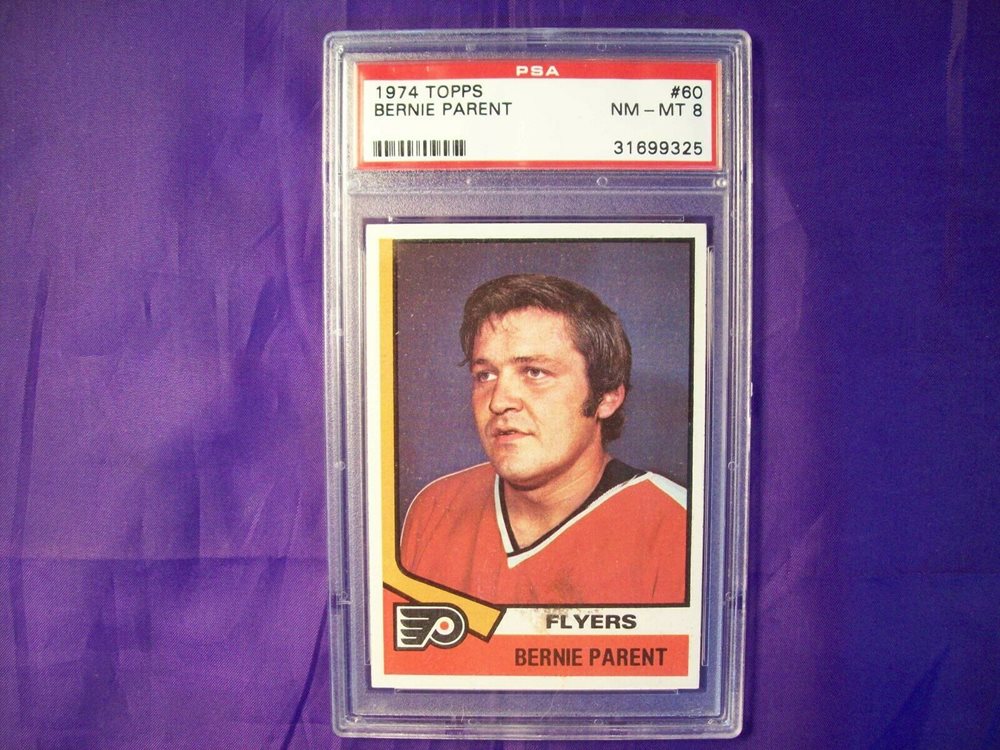 PSA
1974 TOPPS #60
BERNIE PARENT NM - MT 8
31699325
FLYERS
BERNIE PARENT